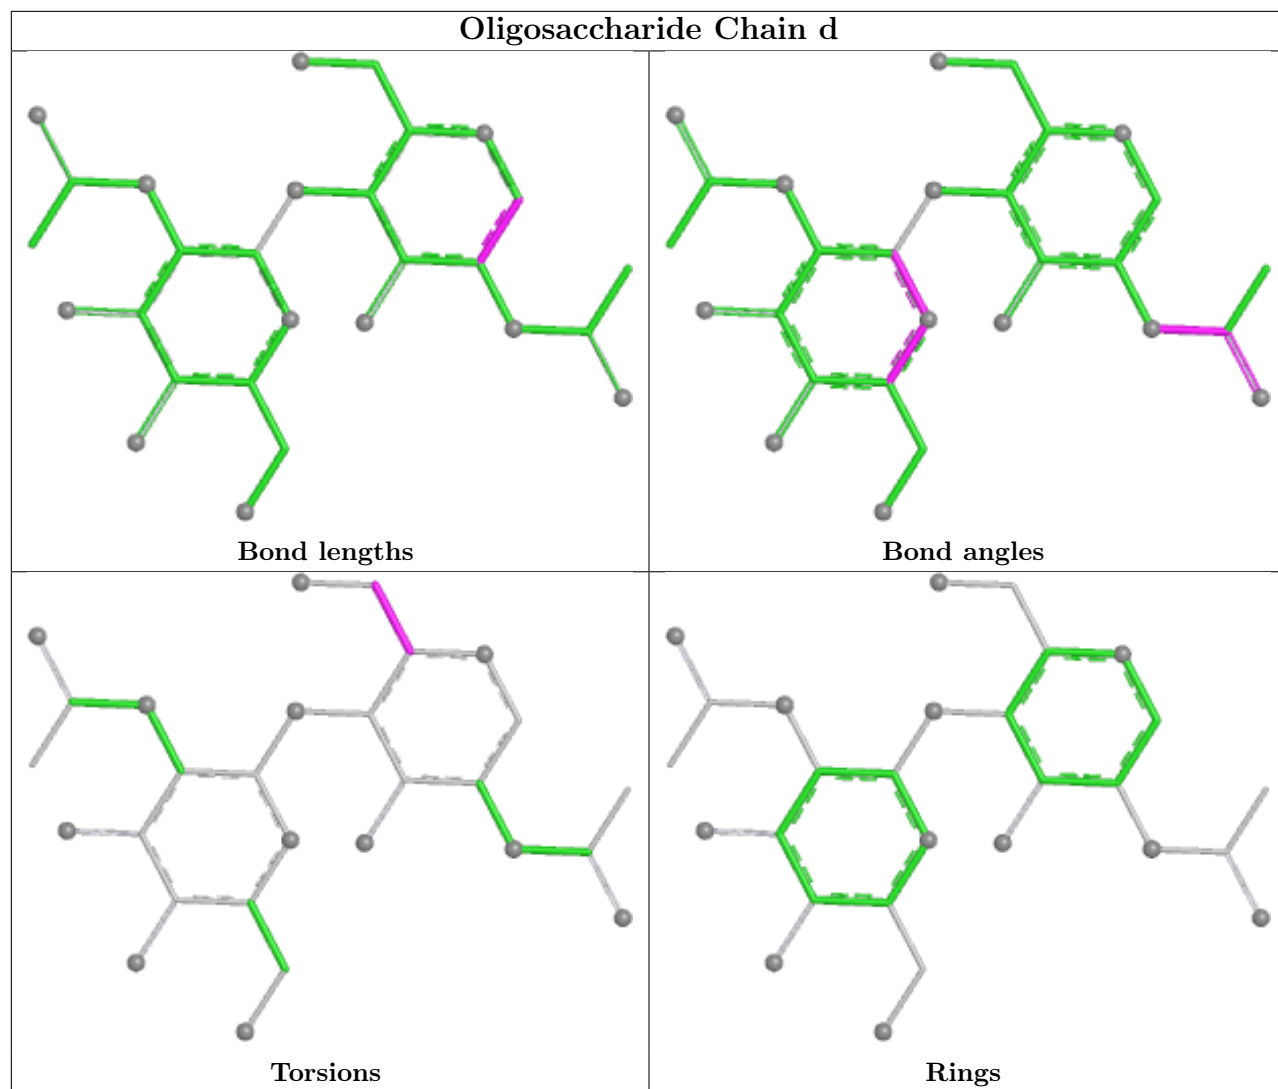 Oligosaccharide Chain d
Bond lengths
Bond angles
Torsions
Rings